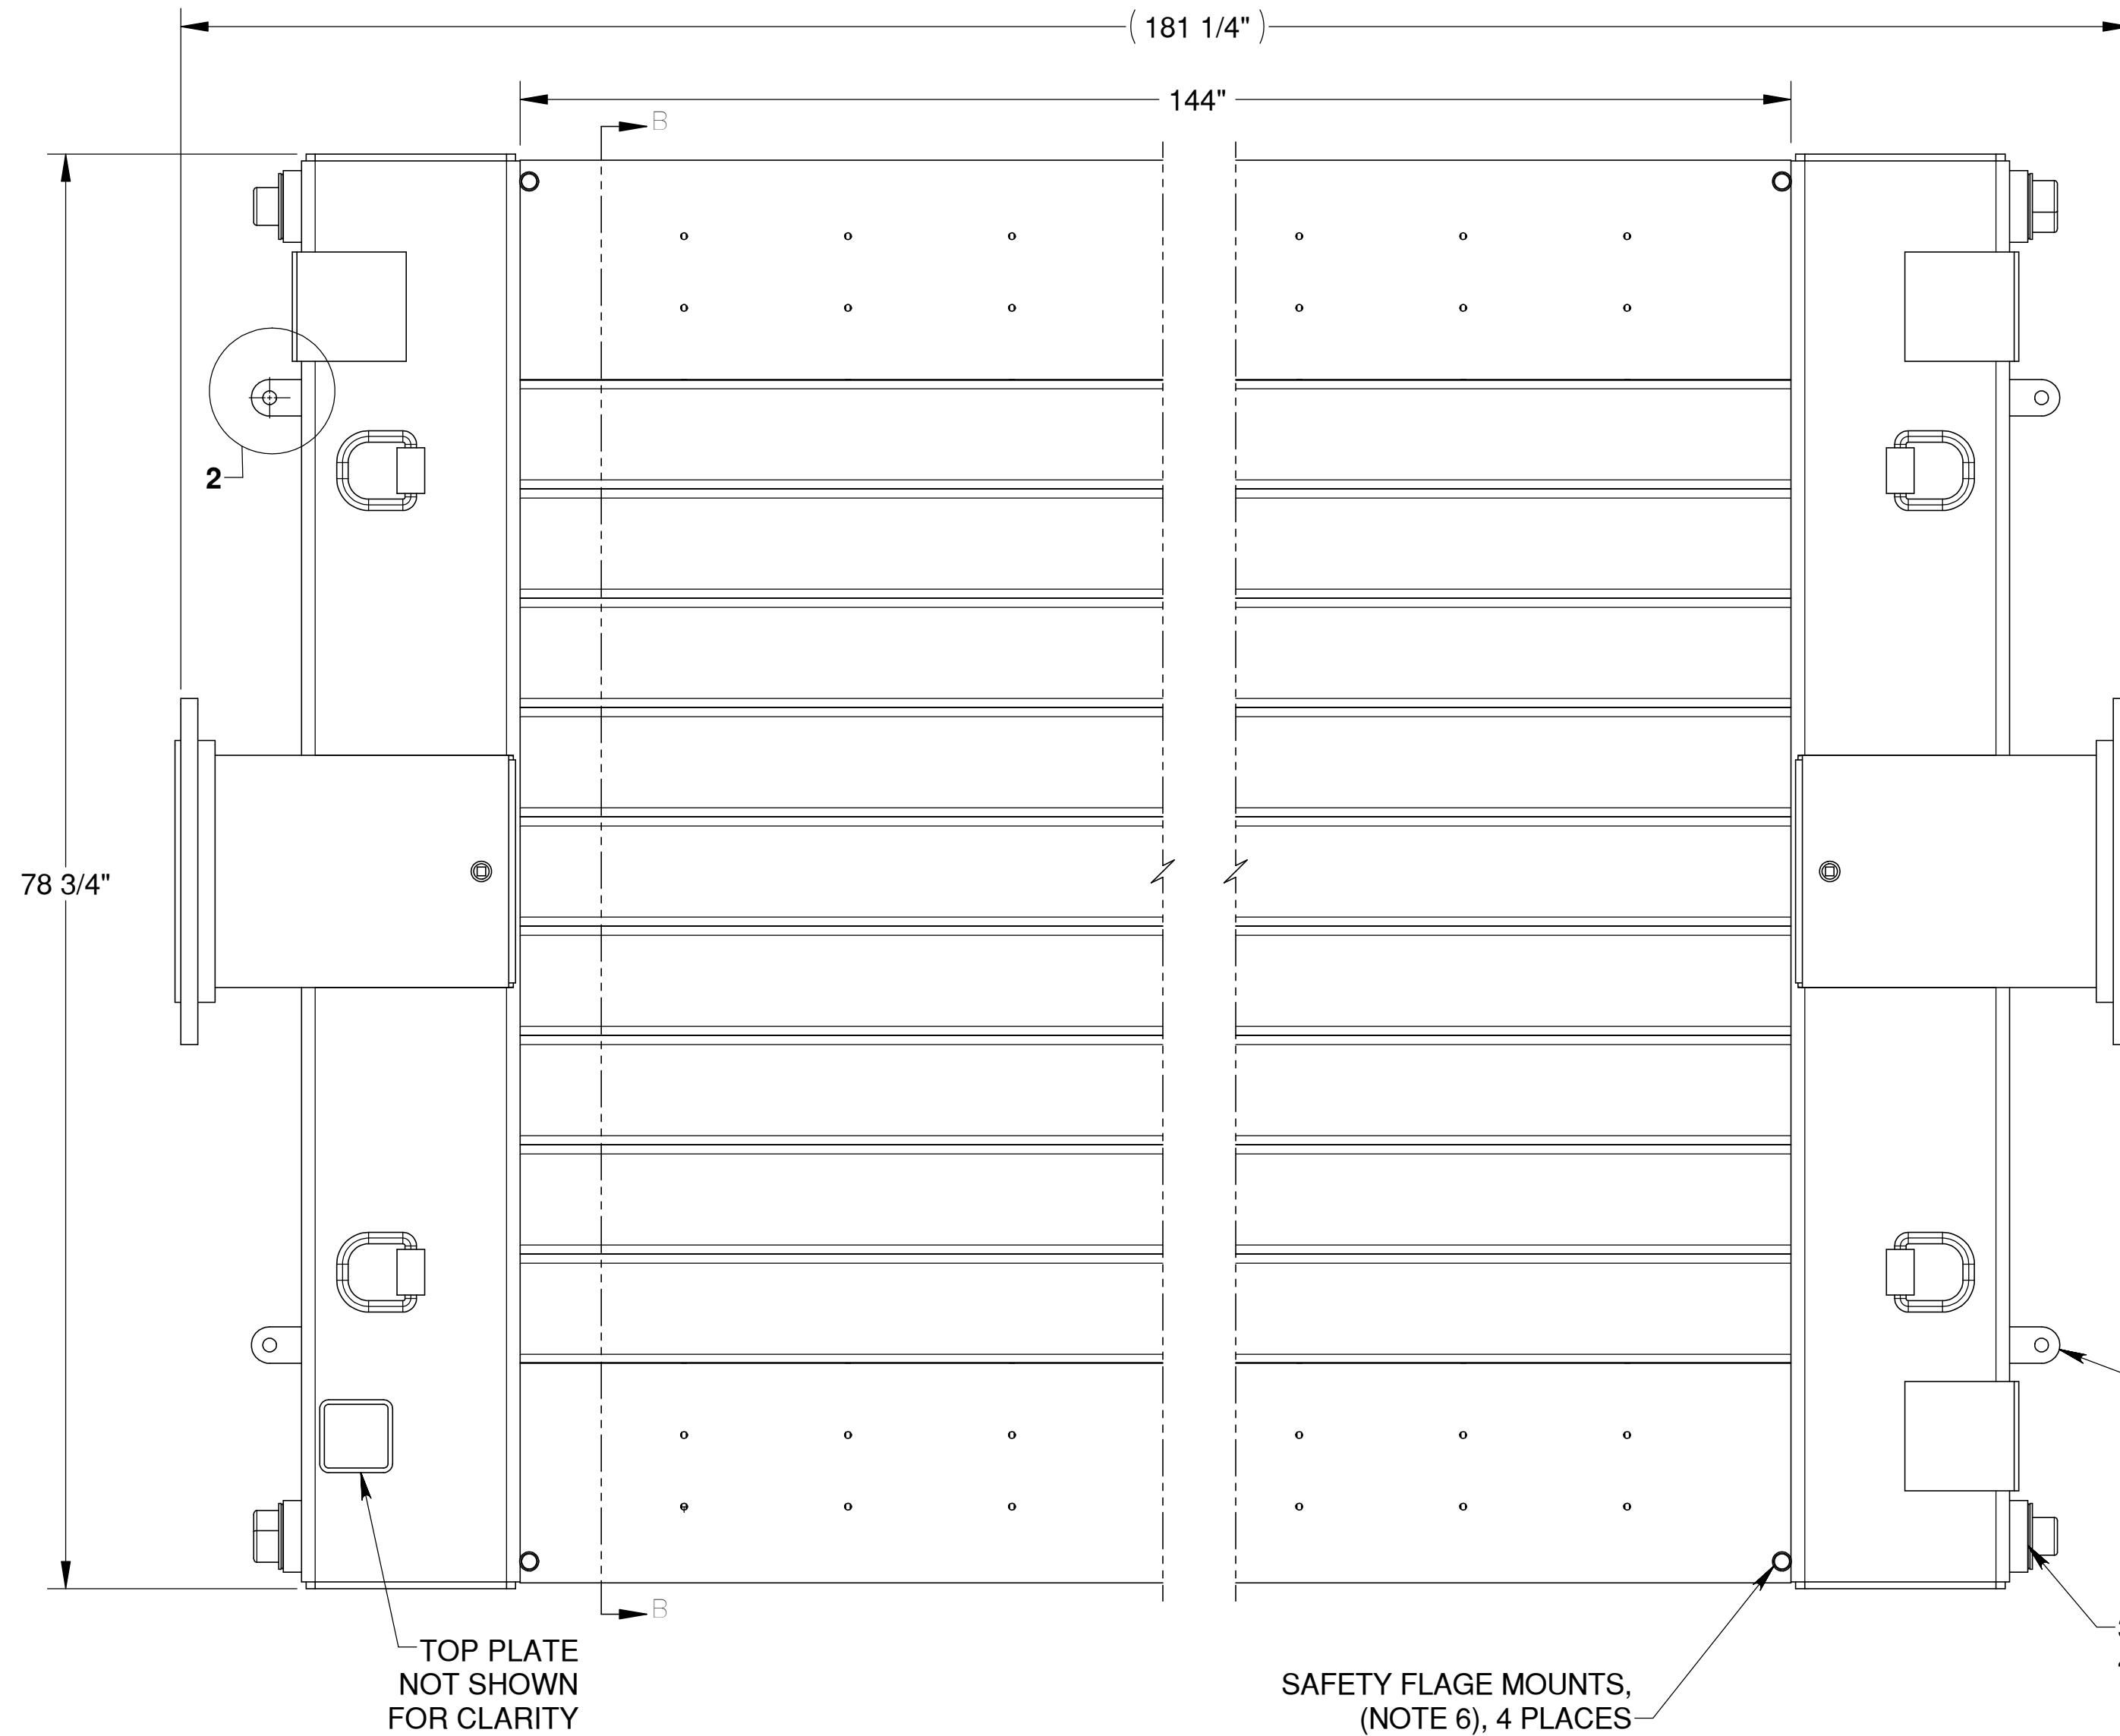 ( 181 1/4" )
144"
B
2
78 3/4"
B
TOP PLATE
NOT SHOWN
FOR CLARITY
SAFETY FLAGE MOUNTS,
(NOTE 6), 4 PLACES